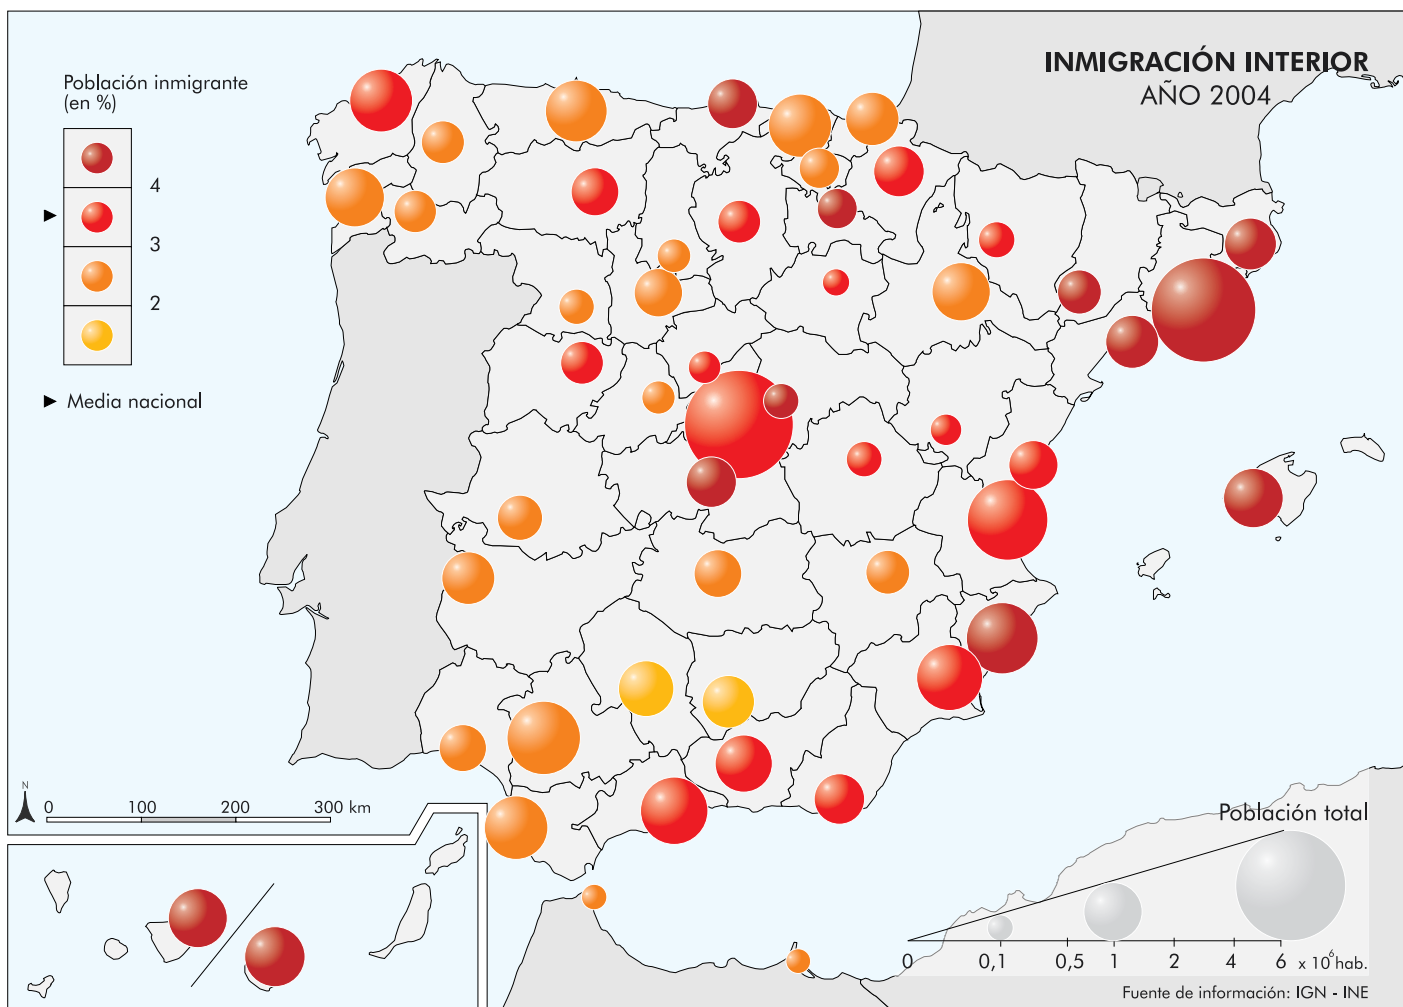 INMIGRACIÓN INTERIOR
AÑO 2004
Población inmigrante
(en %)
4
3
2
Media nacional
N
0 100 200 300 km
Población total
0 0,1 0,5 1 2 4 6 x 10⁶ hab.
Fuente de información: IGN - INE